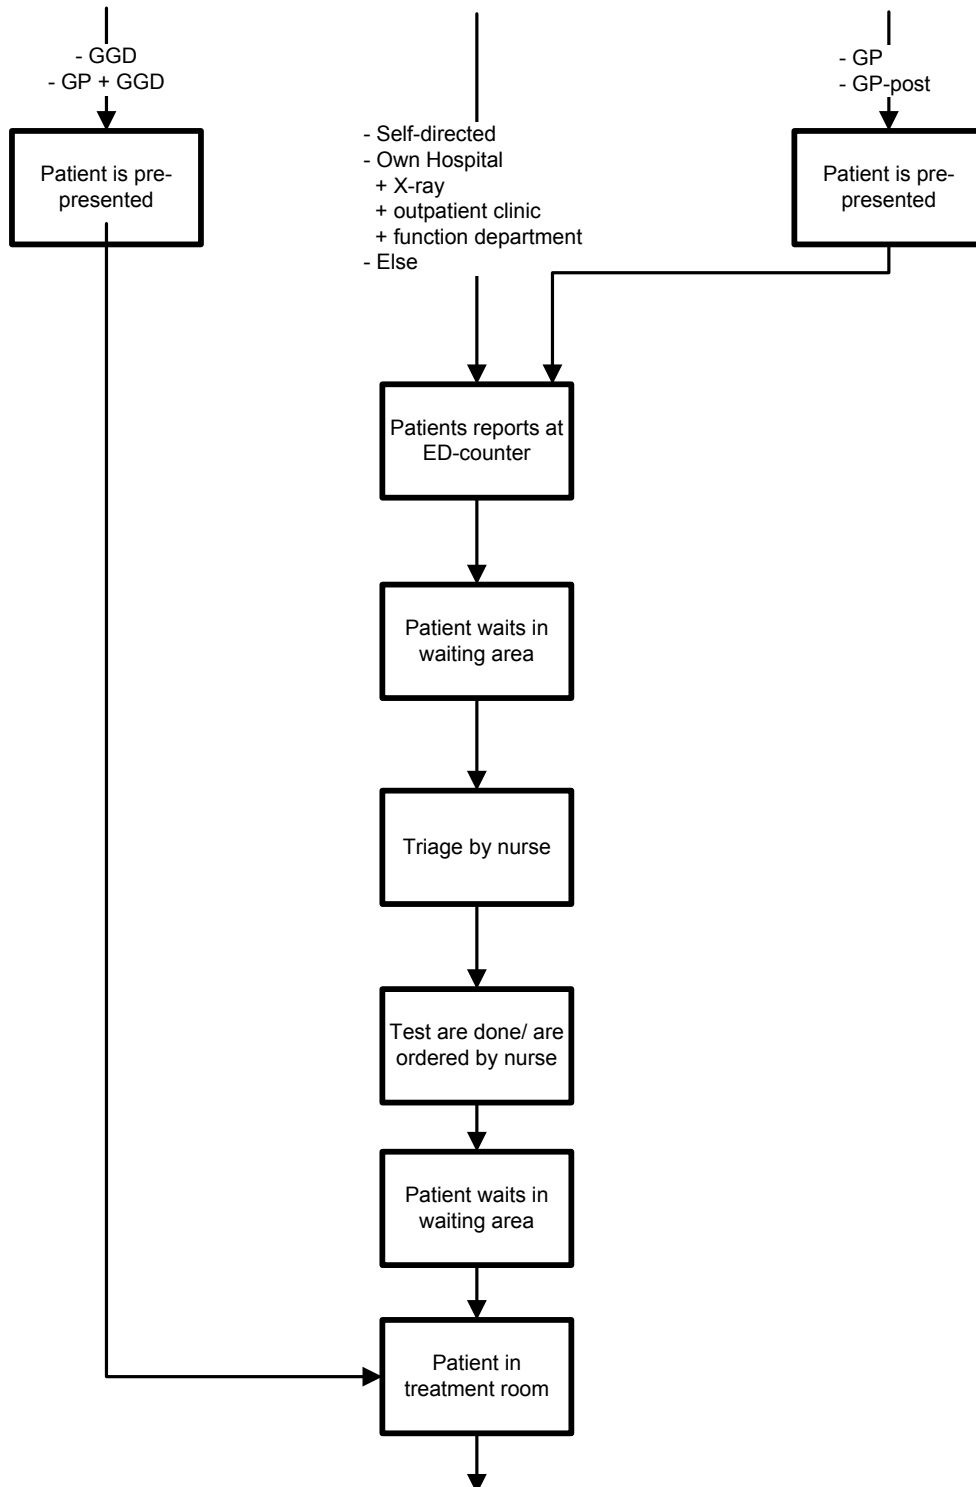 - GGD
- GP + GGD
Patient is pre-
presented
- Self-directed
- Own Hospital
+ X-ray
+ outpatient clinic
+ function department
- Else
- GP
- GP-post
Patient is pre-
presented
Patients reports at
ED-counter
Patient waits in
waiting area
Triage by nurse
Test are done/ are
ordered by nurse
Patient waits in
waiting area
Patient in
treatment room